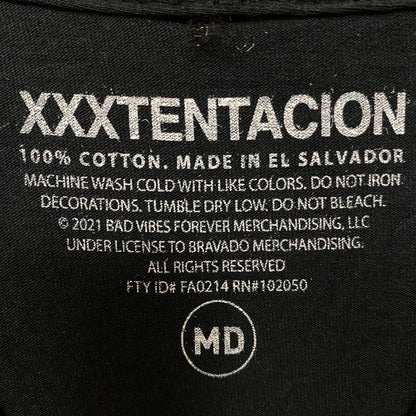 XXXTENTACION
100% COTTON. MADE IN EL SALVADOR
MACHINE WASH COLD WITH LIKE COLORS. DO NOT IRON
DECORATIONS. TUMBLE DRY LOW. DO NOT BLEACH.
© 2021 BAD VIBES FOREVER MERCHANDISING, LLC
UNDER LICENSE TO BRAVADO MERCHANDISING.
ALL RIGHTS RESERVED
FTY ID# FA0214 RN#102050
MD